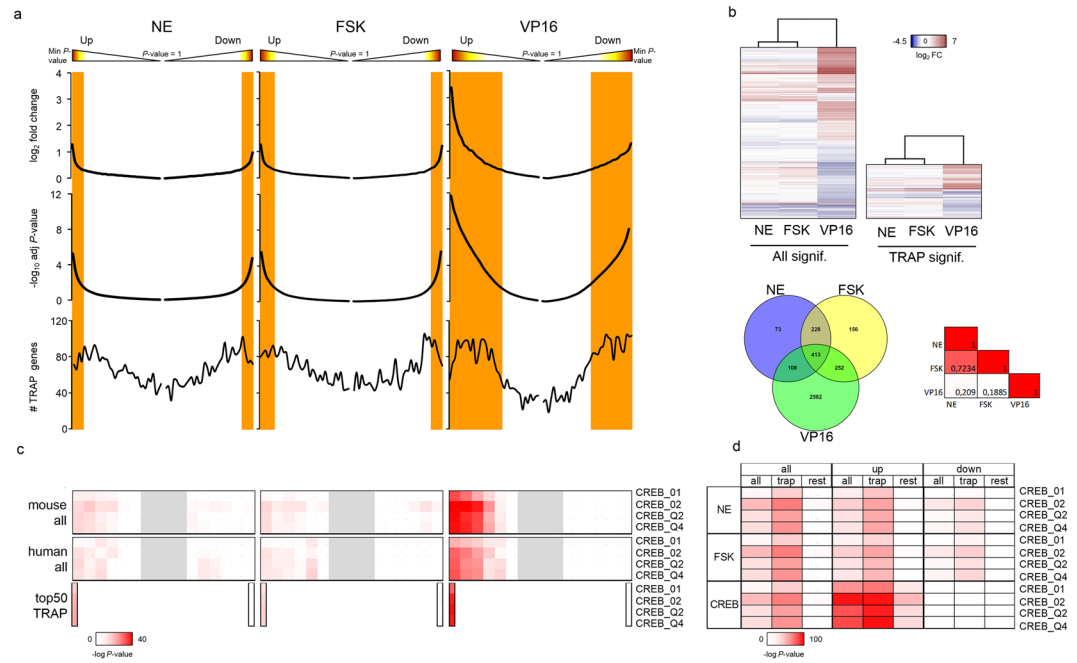 a
NE FSK VP16
Up P-value = 1 Down Min P-value
Up P-value = 1 Down
Min P-value Up P-value = 1 Down Min P-value
log2 fold change
4
3
2
1
0
-log10 adj P-value
12
8
4
0
# TRAP genes
120
80
40
0
b
-4.5 0 7
log2 FC
NE FSK VP16
All signif.
NE FSK VP16
TRAP signif.
NE FSK
73 228 156
413
108 252
2582
VP16
NE 1
FSK 0,7234 1
VP16 0,209 0,1885 1
NE FSK VP16
c
mouse all
CREB_01
CREB_02
CREB_Q2
CREB_Q4
human all
CREB_01
CREB_02
CREB_Q2
CREB_Q4
top50 TRAP
CREB_01
CREB_02
CREB_Q2
CREB_Q4
0 40
-log P-value
d
all up down
all trap rest all trap rest all trap rest
NE
CREB_01
CREB_02
CREB_Q2
CREB_Q4
FSK
CREB_01
CREB_02
CREB_Q2
CREB_Q4
CREB
CREB_01
CREB_02
CREB_Q2
CREB_Q4
0 100
-log P-value